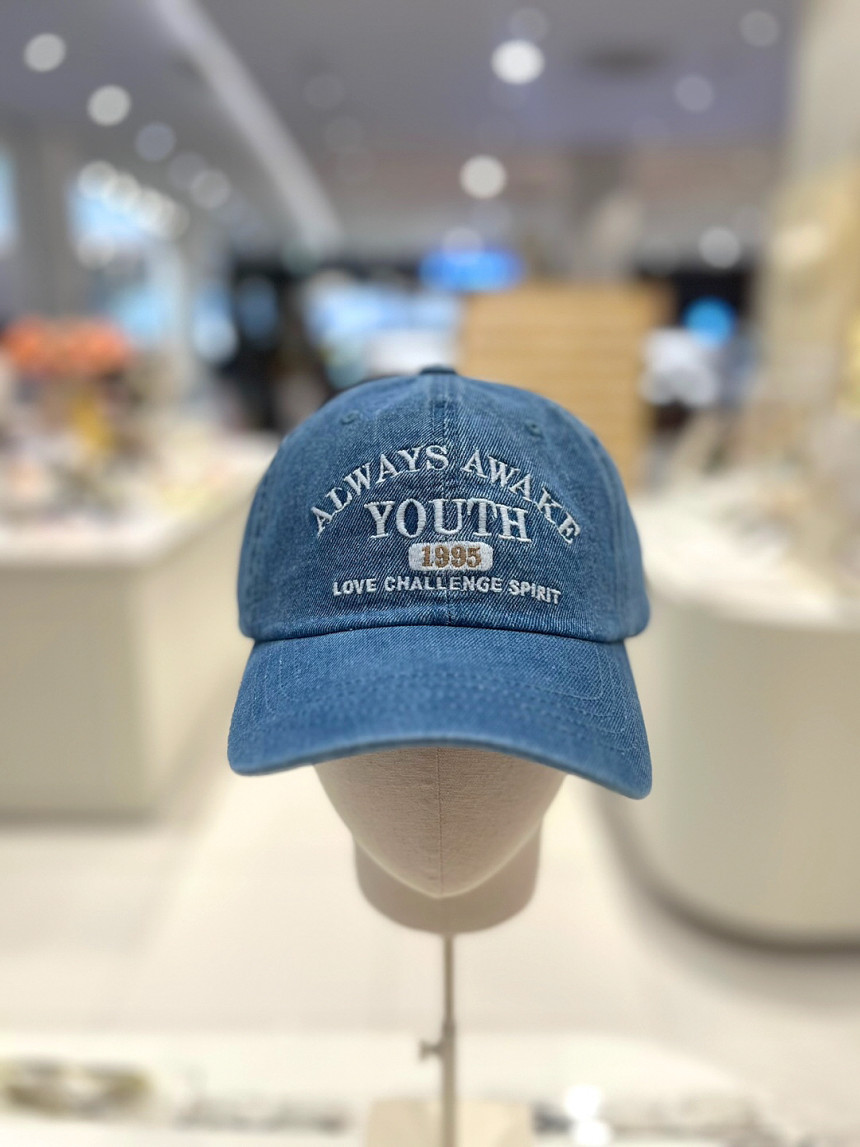 ALWAYS AWAKE
YOUTH
1995
LOVE CHALLENGE SPIRIT